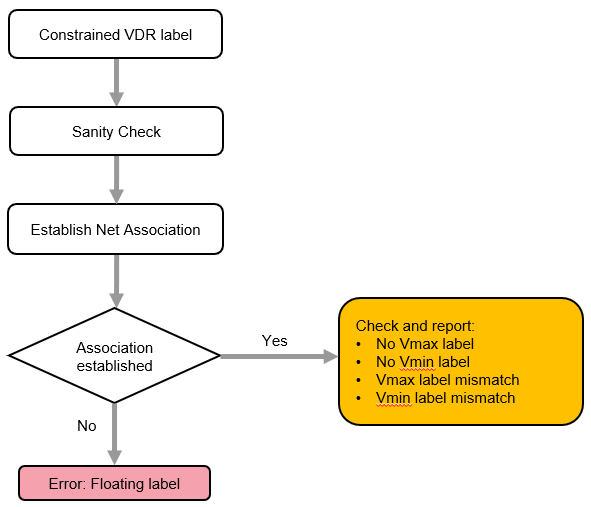 Constrained VDR label
Sanity Check
Establish Net Association
Association
established
Yes
Check and report:
• No Vmax label
• No Vmin label
• Vmax label mismatch
• Vmin label mismatch
No
Error: Floating label